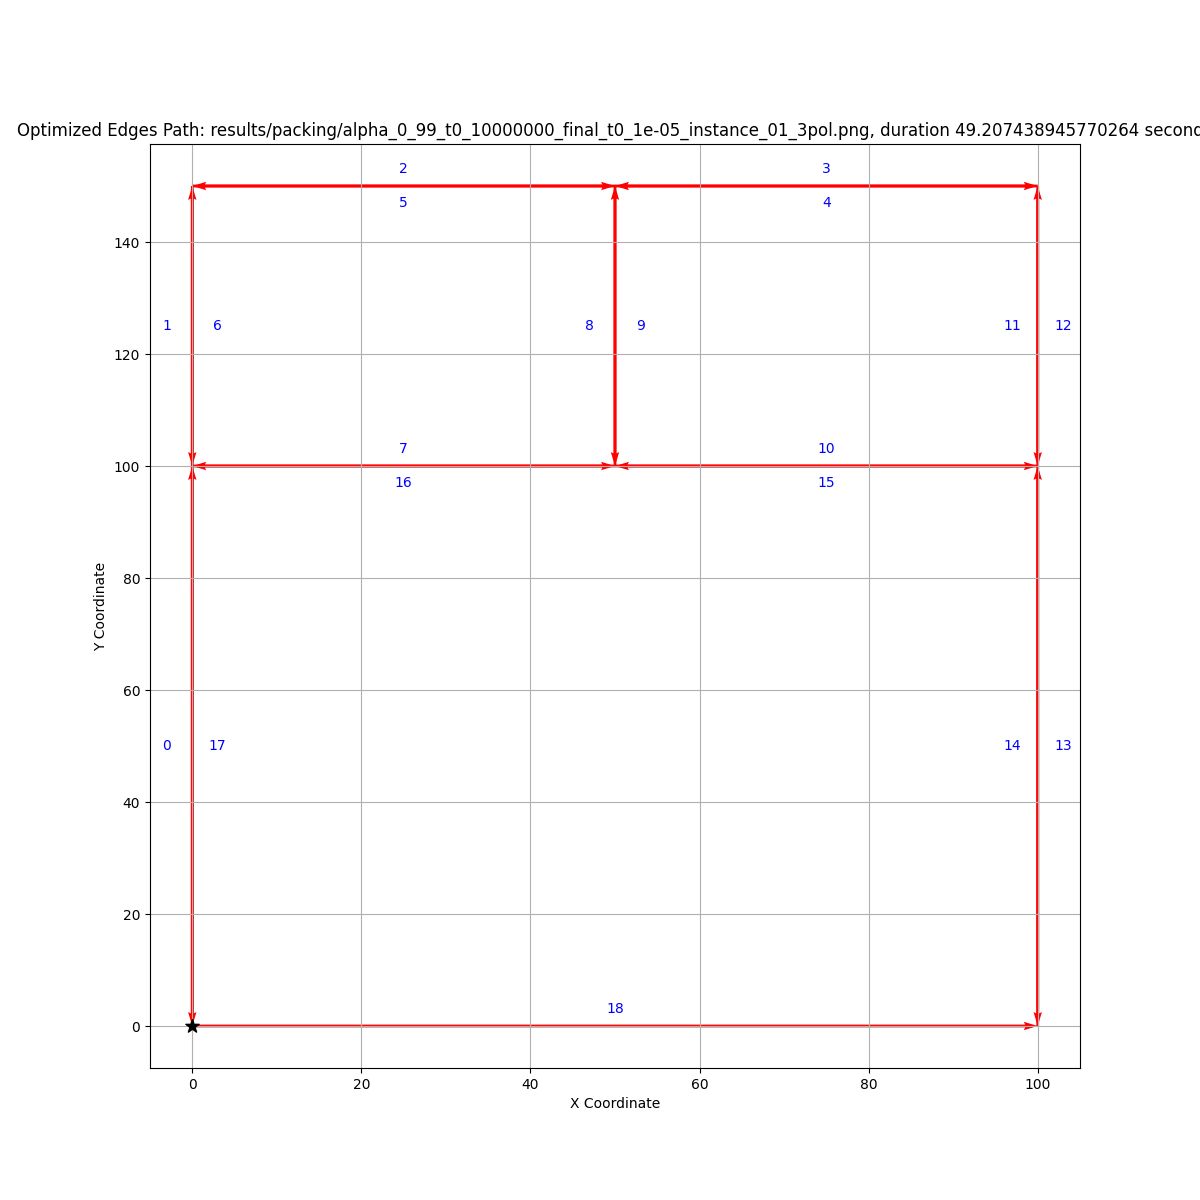 Optimized Edges Path: results/packing/alpha_0_99_t0_10000000_final_t0_1e-05_instance_01_3pol.png, duration 49.207438945770264
2 3
5 4
140
1 6 8 9 11 12
120
7 10
100
16 15
80
Y Coordinate
60
0 17 14 13
40
20
18
0
0 20 40 60 80 100
X Coordinate